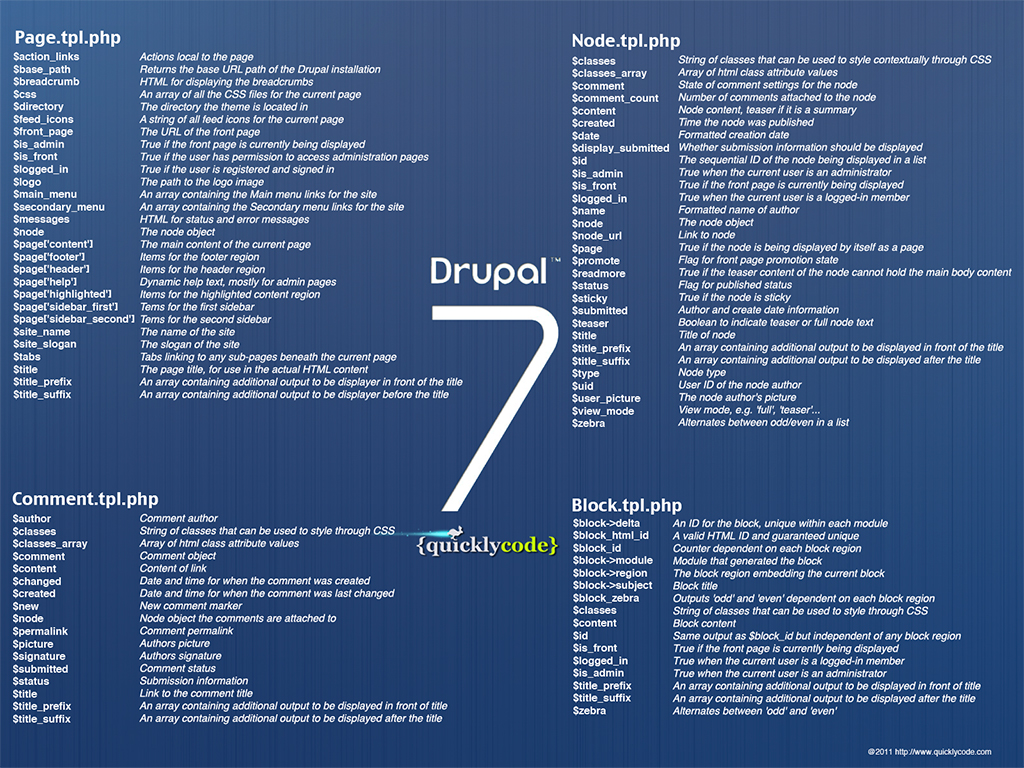 Page.tpl.php
$action_links Actions local to the page
$base_path Returns the base URL path of the Drupal installation
$breadcrumb HTML for displaying the breadcrumbs
$css An array of all the CSS files for the current page
$directory The directory the theme is located in
$feed_icons A string of all feed icons for the current page
$front_page The URL of the front page
$is_admin True if the front page is currently being displayed
$is_front True if the user has permission to access administration pages
$logged_in True if the user is registered and signed in
$logo The path to the logo image
$main_menu An array containing the Main menu links for the site
$secondary_menu An array containing the Secondary menu links for the site
$messages HTML for status and error messages
$node The node object
$page['content'] The main content of the current page
$page['footer'] Items for the footer region
$page['header'] Items for the header region
$page['help'] Dynamic help text, mostly for admin pages
$page['highlighted'] Items for the highlighted content region
$page['sidebar_first'] Tems for the first sidebar
$page['sidebar_second'] Tems for the second sidebar
$site_name The name of the site
$site_slogan The slogan of the site
$tabs Tabs linking to any sub-pages beneath the current page
$title The page title, for use in the actual HTML content
$title_prefix An array containing additional output to be displayer in front of the title
$title_suffix An array containing additional output to be displayer before the title
Node.tpl.php
$classes String of classes that can be used to style contextually through CSS
$classes_array Array of html class attribute values
$comment State of comment settings for the node
$comment_count Number of comments attached to the node
$content Node content, teaser if it is a summary
$created Time the node was published
$date Formatted creation date
$display_submitted Whether submission information should be displayed
$id The sequential ID of the node being displayed in a list
$is_admin True when the current user is an administrator
$is_front True if the front page is currently being displayed
$logged_in True when the current user is a logged-in member
$name Formatted name of author
$node The node object
$node_url Link to node
$page True if the node is being displayed by itself as a page
$promote Flag for front page promotion state
$readmore True if the teaser content of the node cannot hold the main body content
$status Flag for published status
$sticky True if the node is sticky
$submitted Author and create date information
$teaser Boolean to indicate teaser or full node text
$title Title of node
$title_prefix An array containing additional output to be displayed in front of the title
$title_suffix An array containing additional output to be displayed after the title
$type Node type
$uid User ID of the node author
$user_picture The node author's picture
$view_mode View mode, e.g. 'full', 'teaser'...
$zebra Alternates between odd/even in a list
Drupal™
7
{quicklycode}
Comment.tpl.php
$author Comment author
$classes String of classes that can be used to style through CSS
$classes_array Array of html class attribute values
$comment Comment object
$content Content of link
$changed Date and time for when the comment was created
$created Date and time for when the comment was last changed
$new New comment marker
$node Node object the comments are attached to
$permalink Comment permalink
$picture Authors picture
$signature Authors signature
$submitted Comment status
$status Submission information
$title Link to the comment title
$title_prefix An array containing additional output to be displayed in front of title
$title_suffix An array containing additional output to be displayed after the title
Block.tpl.php
$block->delta An ID for the block, unique within each module
$block_html_id A valid HTML ID and guaranteed unique
$block_id Counter dependent on each block region
$block->module Module that generated the block
$block->region The block region embedding the current block
$block->subject Block title
$block_zebra Outputs 'odd' and 'even' dependent on each block region
$classes String of classes that can be used to style through CSS
$content Block content
$id Same output as $block_id but independent of any block region
$is_front True if the front page is currently being displayed
$logged_in True when the current user is a logged-in member
$is_admin True when the current user is an administrator
$title_prefix An array containing additional output to be displayed in front of title
$title_suffix An array containing additional output to be displayed after the title
$zebra Alternates between 'odd' and 'even'
@2011 http://www.quicklycode.com